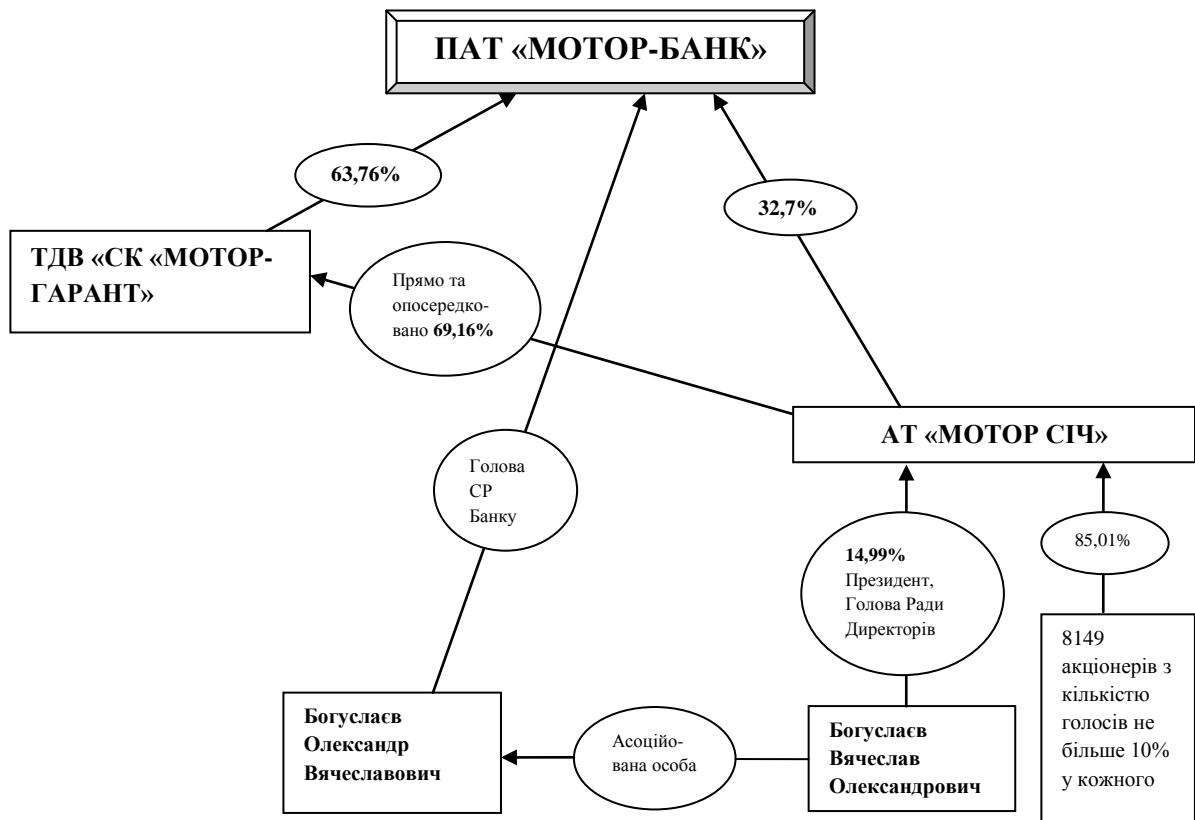 ПАТ «МОТОР-БАНК»
63,76%
32,7%
ТДВ «СК «МОТОР-
ГАРАНТ»
Прямо та
опосередко-
вано 69,16%
АТ «МОТОР СІЧ»
Голова
СР
Банку
14,99%
Президент,
Голова Ради
Директорів
85,01%
8149
акціонерів з
кількістю
голосів не
більше 10%
у кожного
Богуслаєв
Олександр
Вячеславович
Асоційо-
вана особа
Богуслаєв
Вячеслав
Олександрович